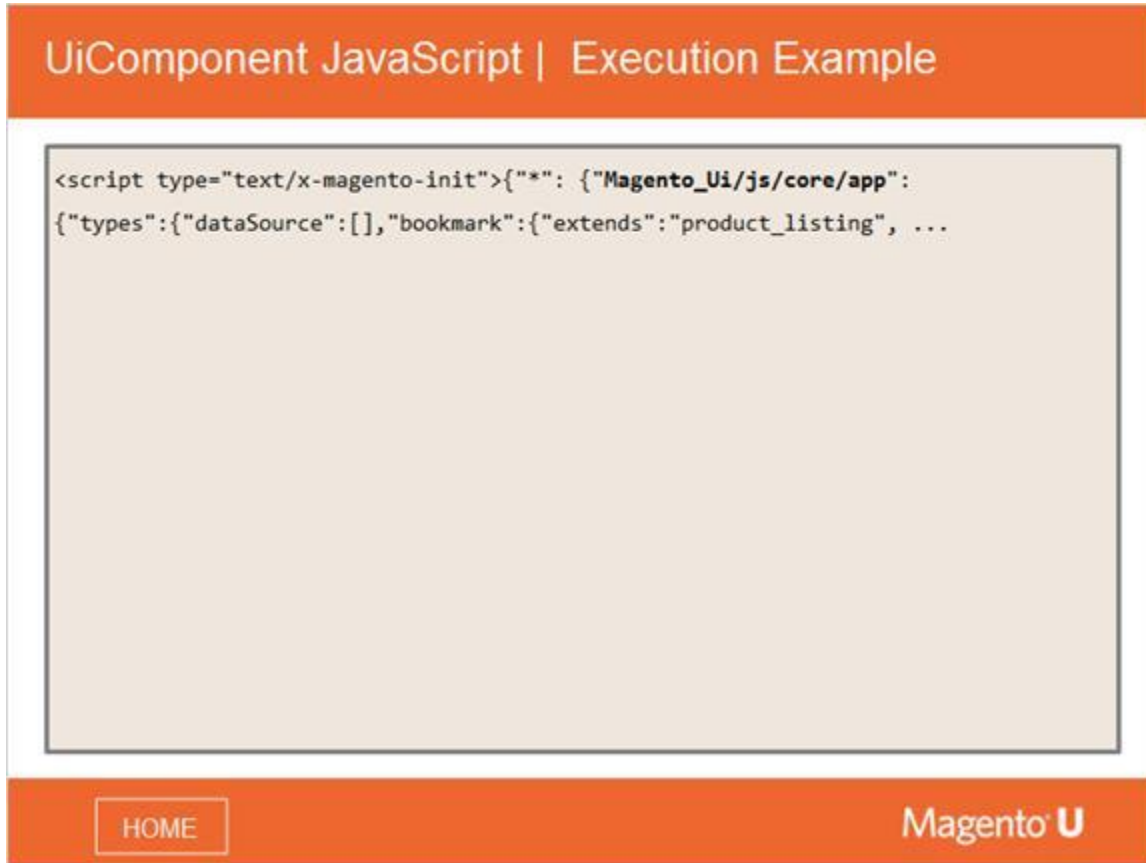 UiComponent JavaScript | Execution Example
<script type="text/x-magento-init">{"*": {"Magento_Ui/js/core/app":
{"types":{"dataSource":[],"bookmark":{"extends":"product_listing", ...
HOME
Magento U